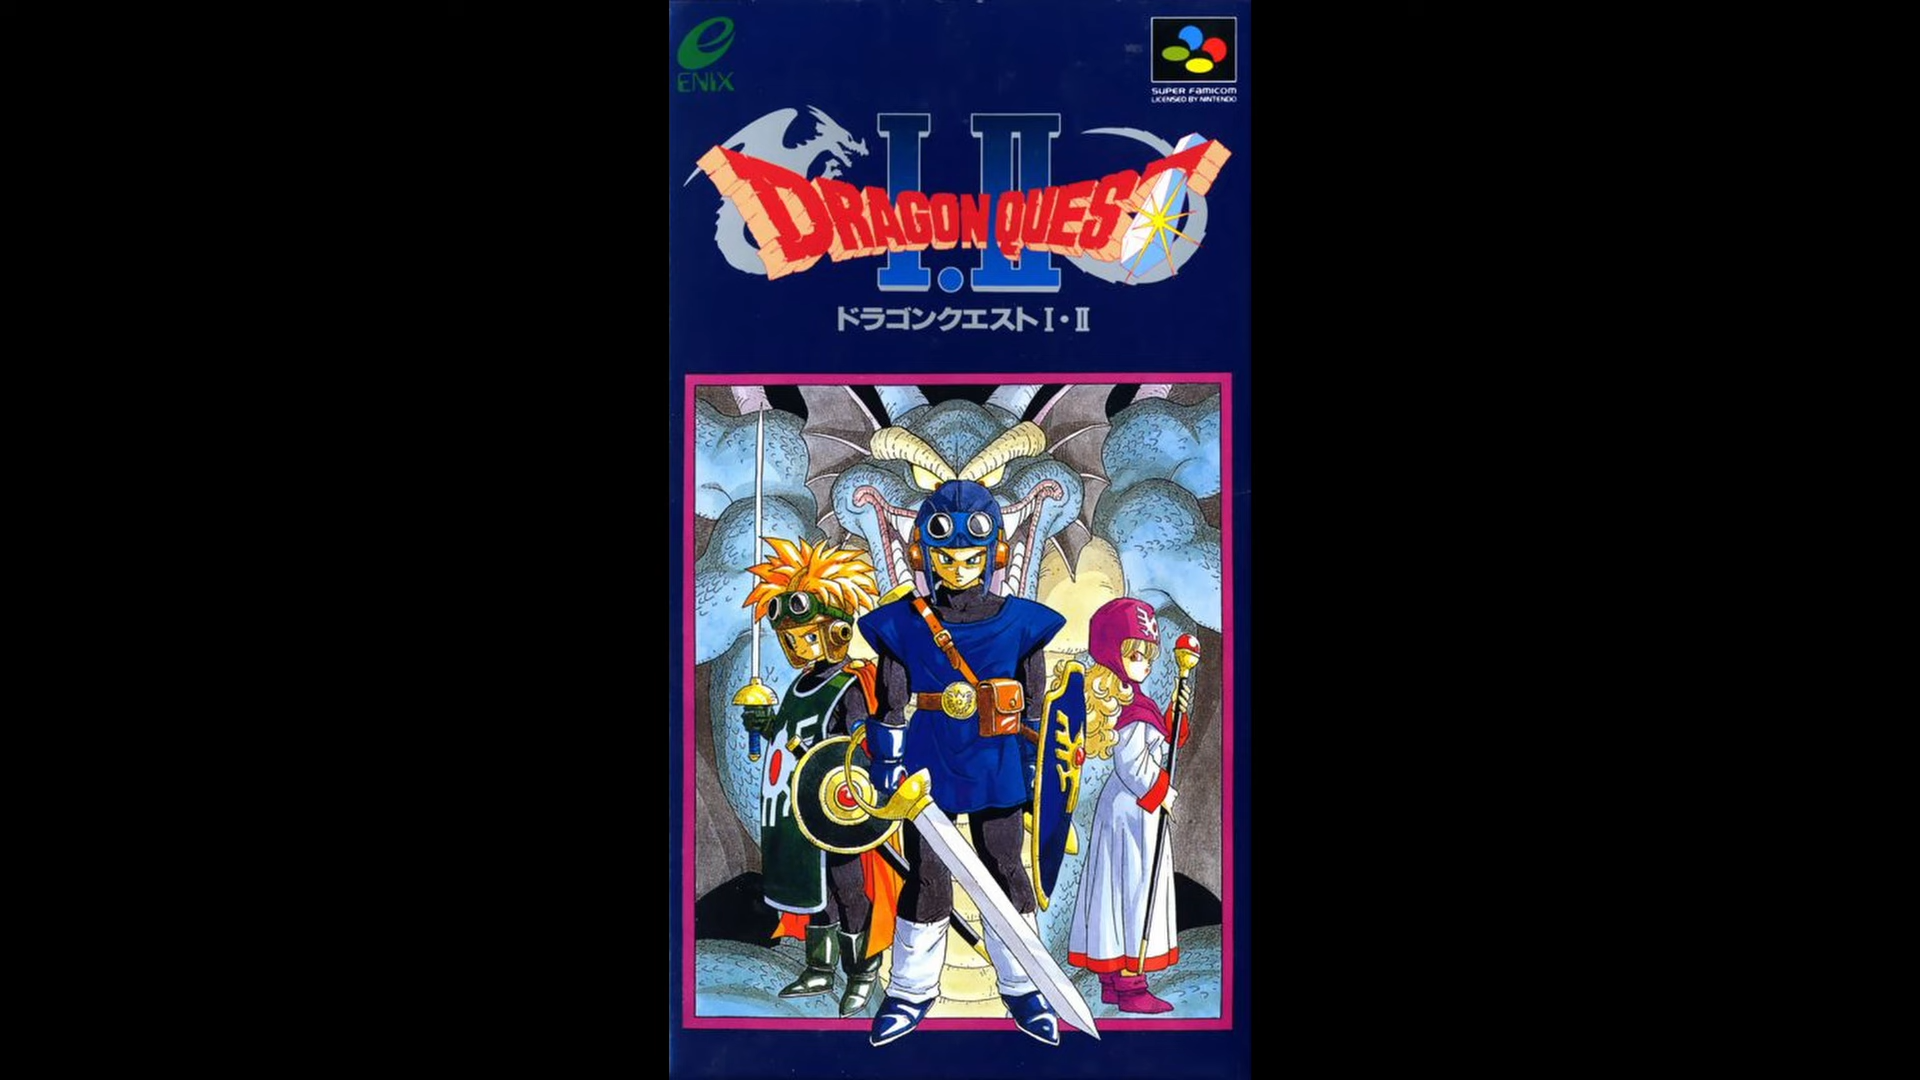 ENIX
SUPER FAMICOM
LICENSED BY NINTENDO
I・II
DRAGON QUEST
ドラゴンクエストI・II